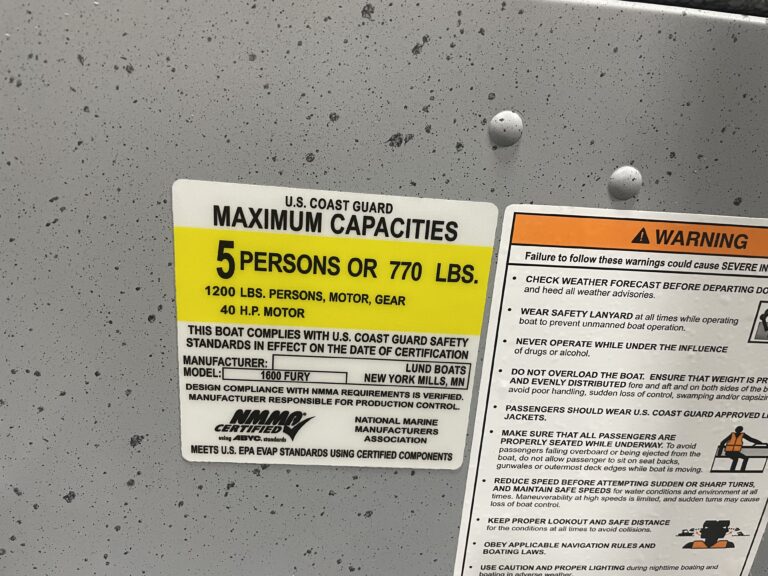 U.S. COAST GUARD
MAXIMUM CAPACITIES
5 PERSONS OR 770 LBS.
1200 LBS. PERSONS, MOTOR, GEAR
40 H.P. MOTOR
THIS BOAT COMPLIES WITH U.S. COAST GUARD SAFETY
STANDARDS IN EFFECT ON THE DATE OF CERTIFICATION
MANUFACTURER: LUND BOATS
MODEL: 1600 FURY NEW YORK MILLS, MN
DESIGN COMPLIANCE WITH NMMA REQUIREMENTS IS VERIFIED.
MANUFACTURER RESPONSIBLE FOR PRODUCTION CONTROL.
NMMA
CERTIFIED
using ABYC standards
NATIONAL MARINE
MANUFACTURERS
ASSOCIATION
MEETS U.S. EPA EVAP STANDARDS USING CERTIFIED COMPONENTS
WARNING
Failure to follow these warnings could cause SEVERE IN
• CHECK WEATHER FORECAST BEFORE DEPARTING DO
and heed all weather advisories.
• WEAR SAFETY LANYARD at all times while operating
boat to prevent unmanned boat operation.
• NEVER OPERATE WHILE UNDER THE INFLUENCE
of drugs or alcohol.
• DO NOT OVERLOAD THE BOAT. ENSURE THAT WEIGHT IS PR
AND EVENLY DISTRIBUTED fore and aft and on both sides of the b
avoid poor handling, sudden loss of control, swamping and/or capsizin
• PASSENGERS SHOULD WEAR U.S. COAST GUARD APPROVED L
JACKETS.
• MAKE SURE THAT ALL PASSENGERS ARE
PROPERLY SEATED WHILE UNDERWAY. To avoid
passengers falling overboard or being ejected from the
boat, do not allow passenger to sit on seat backs,
gunwales or outermost deck edges while boat is moving.
• REDUCE SPEED BEFORE ATTEMPTING SUDDEN OR SHARP TURNS,
AND MAINTAIN SAFE SPEEDS for water conditions and environment at all
times. Maneuverability at high speeds is limited, and sudden turns may cause
loss of boat control.
• KEEP PROPER LOOKOUT AND SAFE DISTANCE
for the conditions at all times to avoid collisions.
• OBEY APPLICABLE NAVIGATION RULES AND
BOATING LAWS.
• USE CAUTION AND PROPER LIGHTING during nighttime boating and
boating in adverse weather.